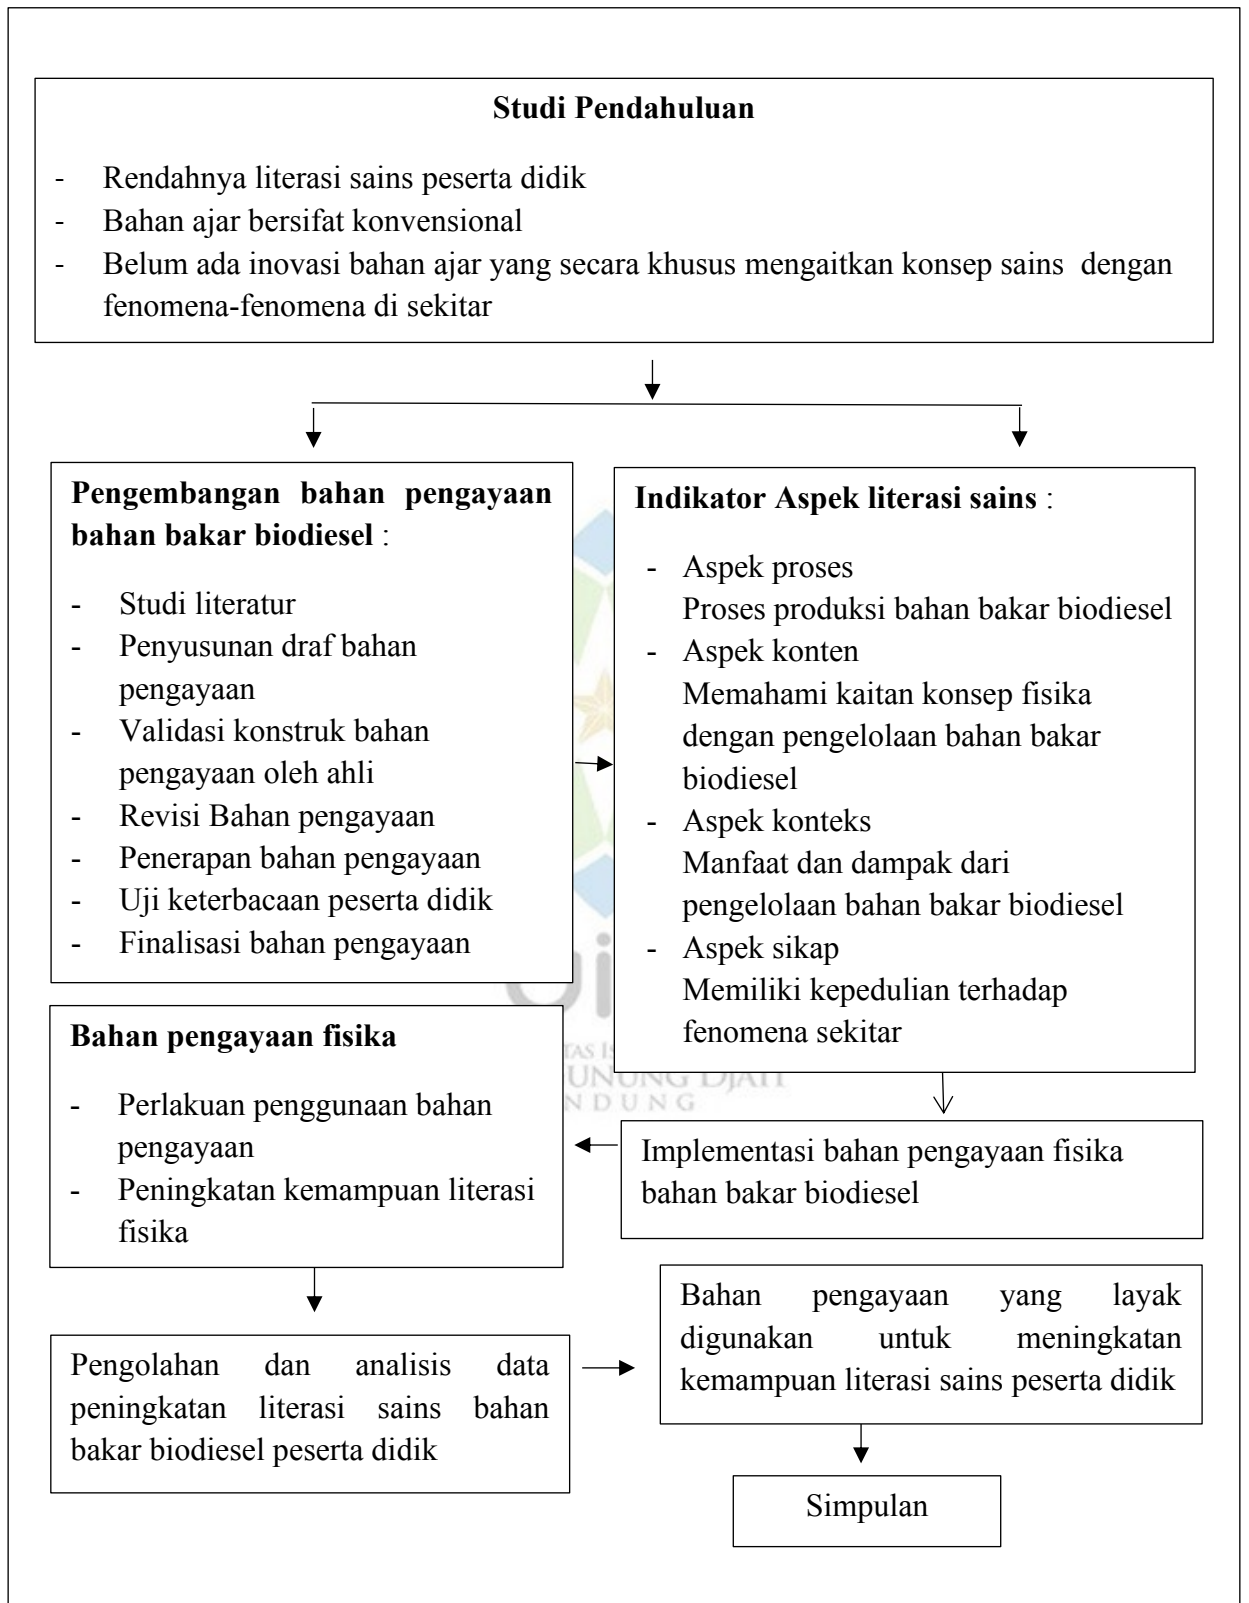 Studi Pendahuluan
- Rendahnya literasi sains peserta didik
- Bahan ajar bersifat konvensional
- Belum ada inovasi bahan ajar yang secara khusus mengaitkan konsep sains dengan
fenomena-fenomena di sekitar
Pengembangan bahan pengayaan
bahan bakar biodiesel :
- Studi literatur
- Penyusunan draf bahan
pengayaan
- Validasi konstruk bahan
pengayaan oleh ahli
- Revisi Bahan pengayaan
- Penerapan bahan pengayaan
- Uji keterbacaan peserta didik
- Finalisasi bahan pengayaan
Indikator Aspek literasi sains :
- Aspek proses
Proses produksi bahan bakar biodiesel
- Aspek konten
Memahami kaitan konsep fisika
dengan pengelolaan bahan bakar
biodiesel
- Aspek konteks
Manfaat dan dampak dari
pengelolaan bahan bakar biodiesel
- Aspek sikap
Memiliki kepedulian terhadap
fenomena sekitar
GUNUNG DJATI
Implementasi bahan pengayaan fisika
bahan bakar biodiesel
Bahan pengayaan fisika
- Perlakuan penggunaan bahan
pengayaan
- Peningkatan kemampuan literasi
fisika
Pengolahan dan analisis data
peningkatan literasi sains bahan
bakar biodiesel peserta didik
Bahan pengayaan yang layak
digunakan untuk meningkatan
kemampuan literasi sains peserta didik
Simpulan